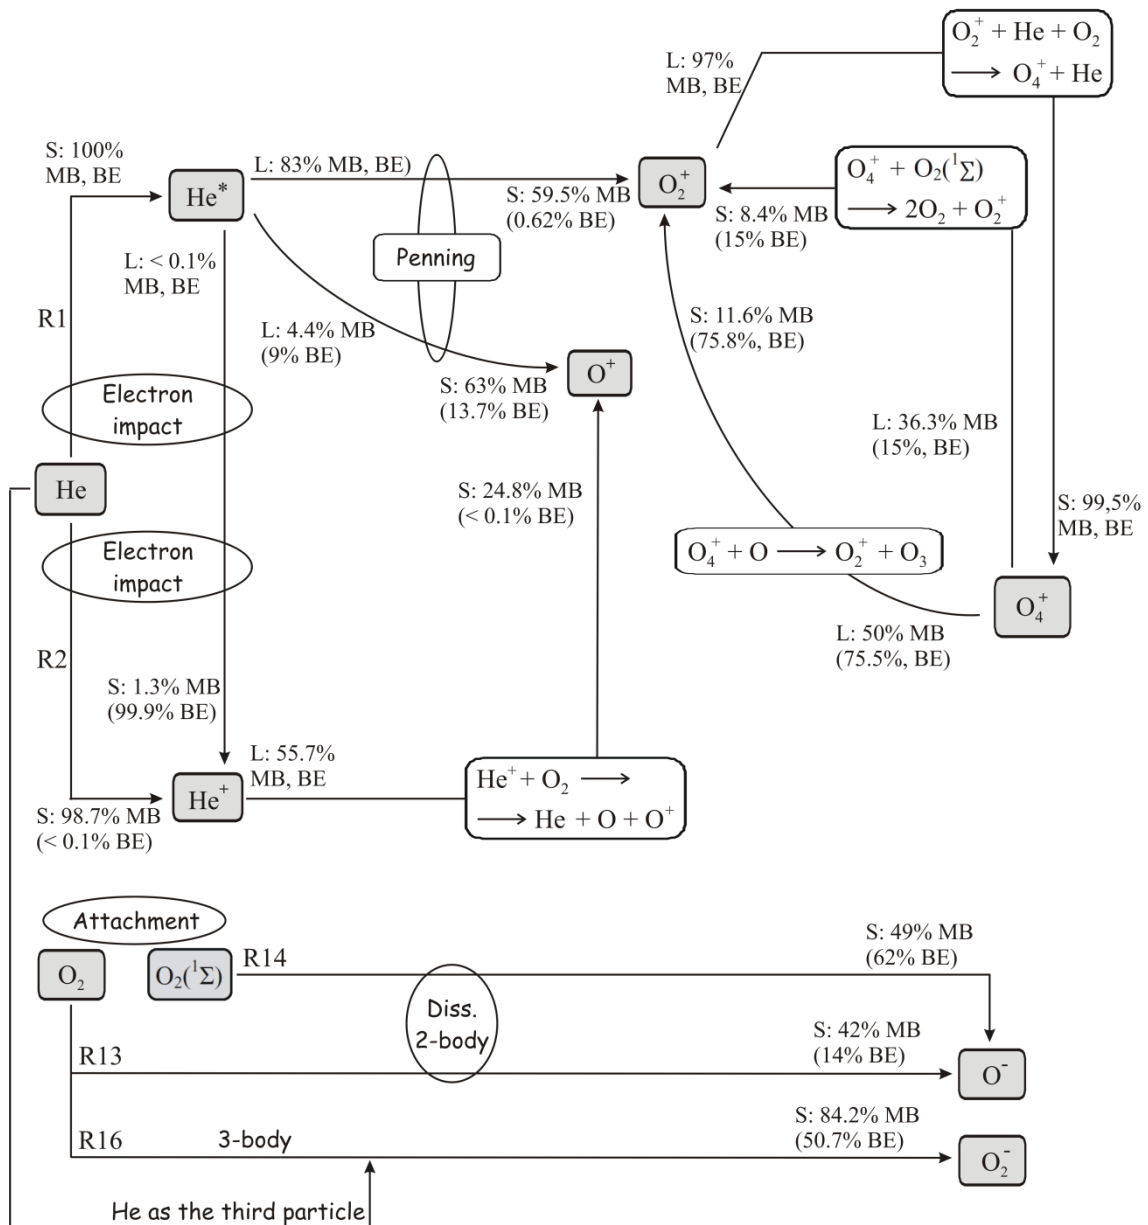 O₂⁺ + He + O₂
⟶ O₄⁺ + He
L: 97%
MB, BE
S: 100%
MB, BE
He*
L: 83% MB, BE)
S: 59.5% MB
(0.62% BE)
O₂⁺
O₄⁺ + O₂(¹Σ)
⟶ 2O₂ + O₂⁺
S: 8.4% MB
(15% BE)
Penning
L: < 0.1%
MB, BE
R1
L: 4.4% MB
(9% BE)
S: 11.6% MB
(75.8%, BE)
O⁺
S: 63% MB
(13.7% BE)
Electron
impact
L: 36.3% MB
(15%, BE)
He
S: 24.8% MB
(< 0.1% BE)
S: 99,5%
MB, BE
Electron
impact
O₄⁺ + O ⟶ O₂⁺ + O₃
O₄⁺
R2
L: 50% MB
(75.5%, BE)
S: 1.3% MB
(99.9% BE)
L: 55.7%
MB, BE
He⁺
He⁺ + O₂ ⟶
⟶ He + O + O⁺
S: 98.7% MB
(< 0.1% BE)
Attachment
O₂
O₂(¹Σ)
R14
S: 49% MB
(62% BE)
Diss.
2-body
R13
S: 42% MB
(14% BE)
O⁻
R16
3-body
S: 84.2% MB
(50.7% BE)
O₂⁻
He as the third particle